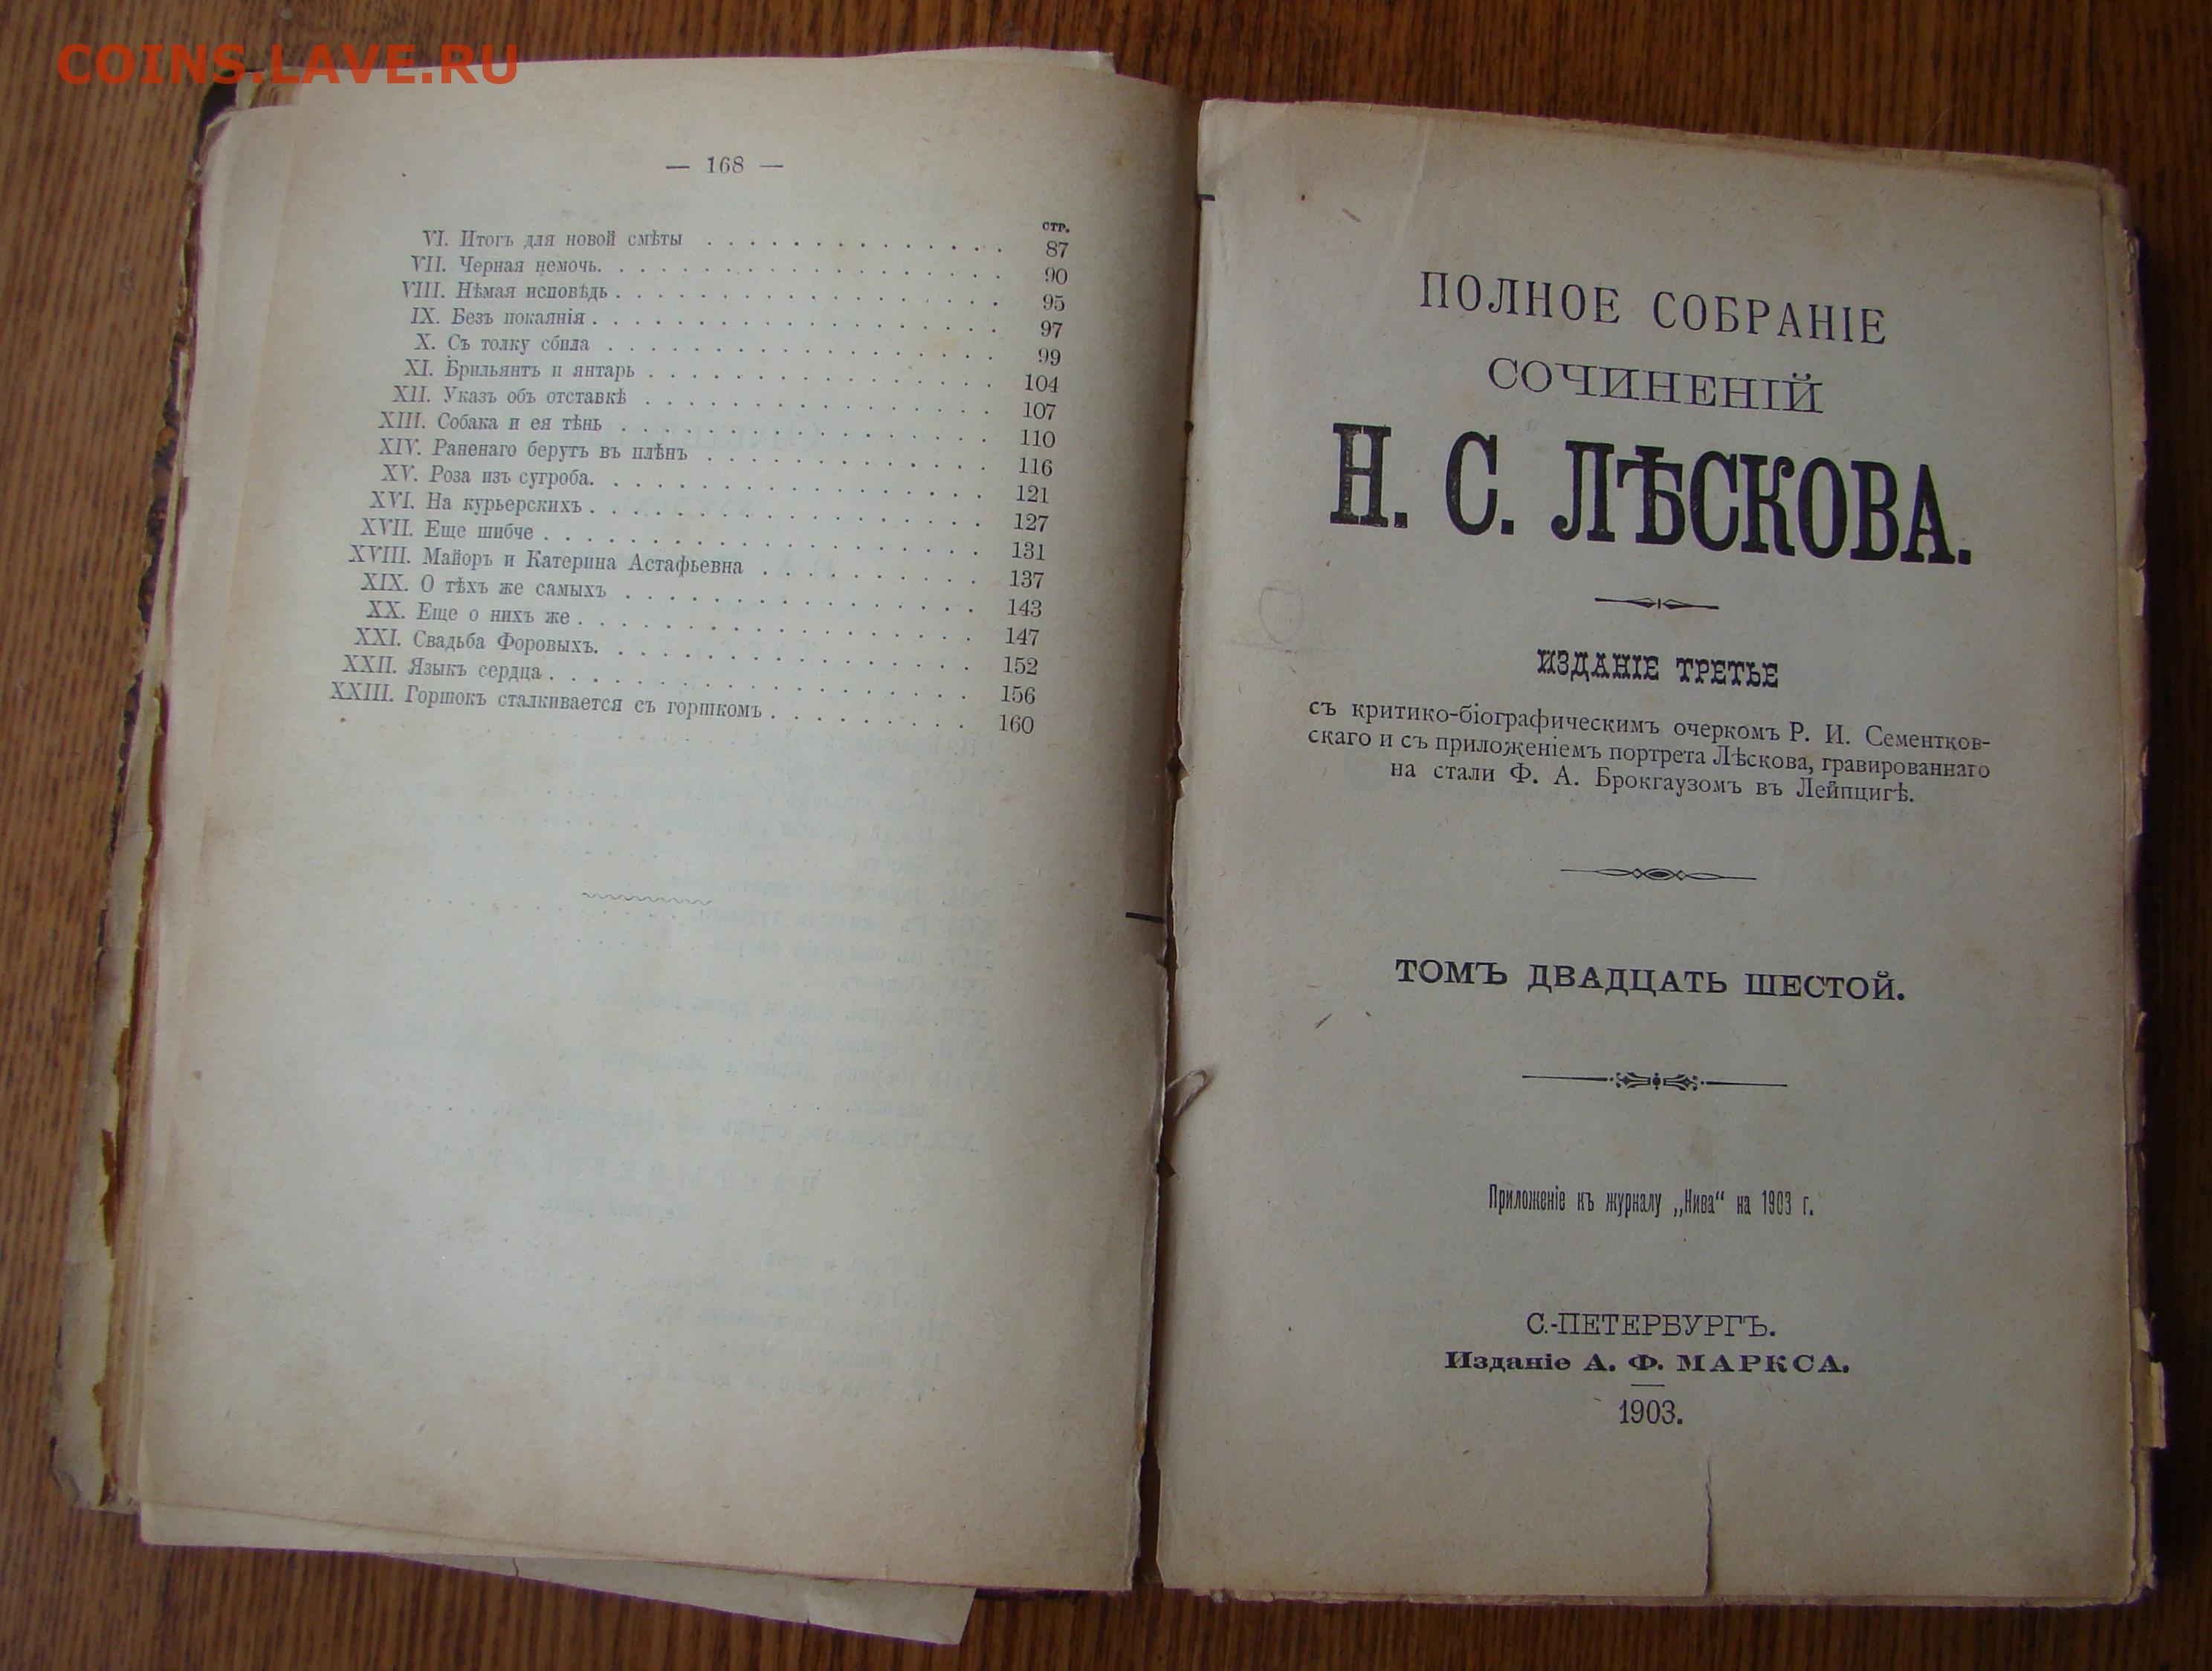 COINS.LAVE.RU
— 168 —
стр.
VI. Итогъ для новой смѣты . . . . . . . . . . . . . . 87
VII. Черная немочь. . . . . . . . . . . . . . . . . . 90
VIII. Нѣмая исповѣдь . . . . . . . . . . . . . . . . . 95
IX. Безъ покаянія . . . . . . . . . . . . . . . . . . 97
X. Съ толку сбила . . . . . . . . . . . . . . . . . . 99
XI. Брильянтъ и янтарь . . . . . . . . . . . . . . . 104
XII. Указъ объ отставкѣ . . . . . . . . . . . . . . . 107
XIII. Собака и ея тѣнь . . . . . . . . . . . . . . . . 110
XIV. Раненаго берутъ въ плѣнъ . . . . . . . . . . . . 116
XV. Роза изъ сугроба. . . . . . . . . . . . . . . . . 121
XVI. На курьерскихъ . . . . . . . . . . . . . . . . . 127
XVII. Еще шибче . . . . . . . . . . . . . . . . . . . 131
XVIII. Майоръ и Катерина Астафьевна . . . . . . . . . 137
XIX. О тѣхъ же самыхъ . . . . . . . . . . . . . . . . 143
XX. Еще о нихъ же . . . . . . . . . . . . . . . . . . 147
XXI. Свадьба Форовыхъ. . . . . . . . . . . . . . . . . 152
XXII. Языкъ сердца . . . . . . . . . . . . . . . . . . 156
XXIII. Горшокъ сталкивается съ горшкомъ . . . . . . . . 160
ПОЛНОЕ СОБРАНІЕ
СОЧИНЕНІЙ
Н. С. ЛѢСКОВА.
ИЗДАНІЕ ТРЕТЬЕ
съ критико-біографическимъ очеркомъ Р. И. Сементков-
скаго и съ приложеніемъ портрета Лѣскова, гравированнаго
на стали Ф. А. Брокгаузомъ въ Лейпцигѣ.
ТОМЪ ДВАДЦАТЬ ШЕСТОЙ.
Приложеніе къ журналу „Нива“ на 1903 г.
С.-ПЕТЕРБУРГЪ.
Изданіе А. Ф. МАРКСА.
1903.